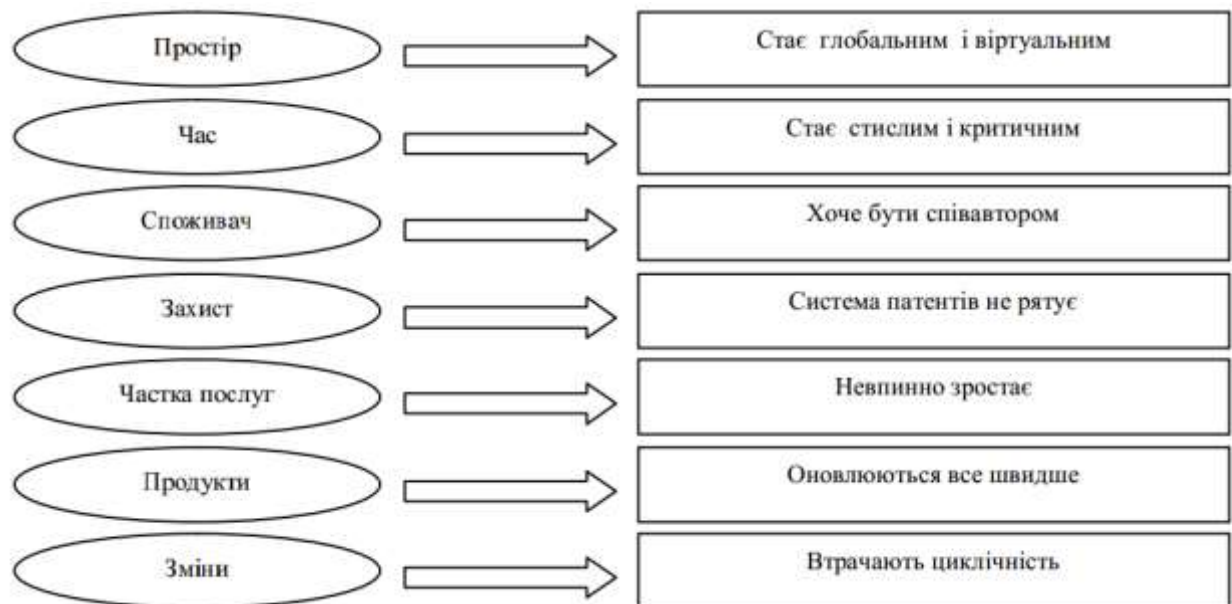 Простір
Стає глобальним і віртуальним
Час
Стає стислим і критичним
Споживач
Хоче бути співавтором
Захист
Система патентів не рятує
Частка послуг
Невпинно зростає
Продукти
Оновлюються все швидше
Зміни
Втрачають циклічність